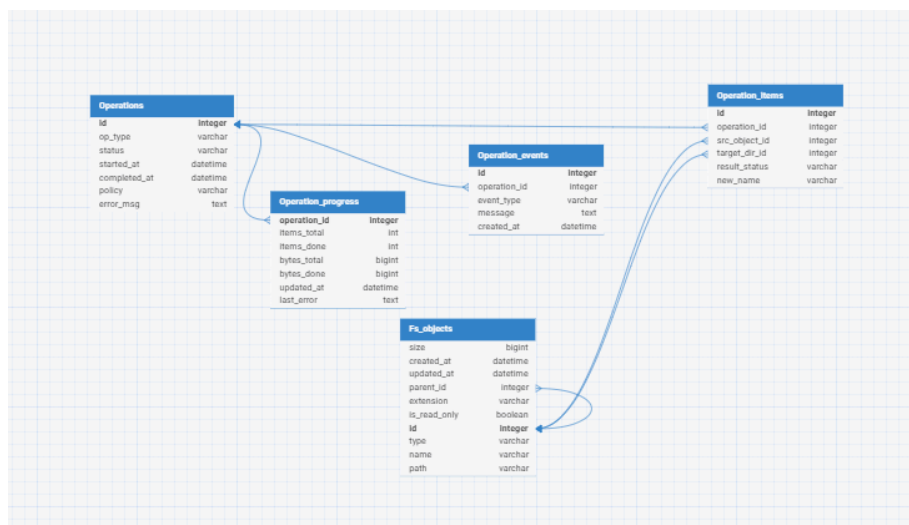 Operations
id integer
op_type varchar
status varchar
started_at datetime
completed_at datetime
policy varchar
error_msg text
Operation_progress
operation_id integer
items_total int
items_done int
bytes_total bigint
bytes_done bigint
updated_at datetime
last_error text
Operation_events
id integer
operation_id integer
event_type varchar
message text
created_at datetime
Operation_items
id integer
operation_id integer
src_object_id integer
target_dir_id integer
result_status varchar
new_name varchar
Fs_objects
size bigint
created_at datetime
updated_at datetime
parent_id integer
extension varchar
is_read_only boolean
id integer
type varchar
name varchar
path varchar